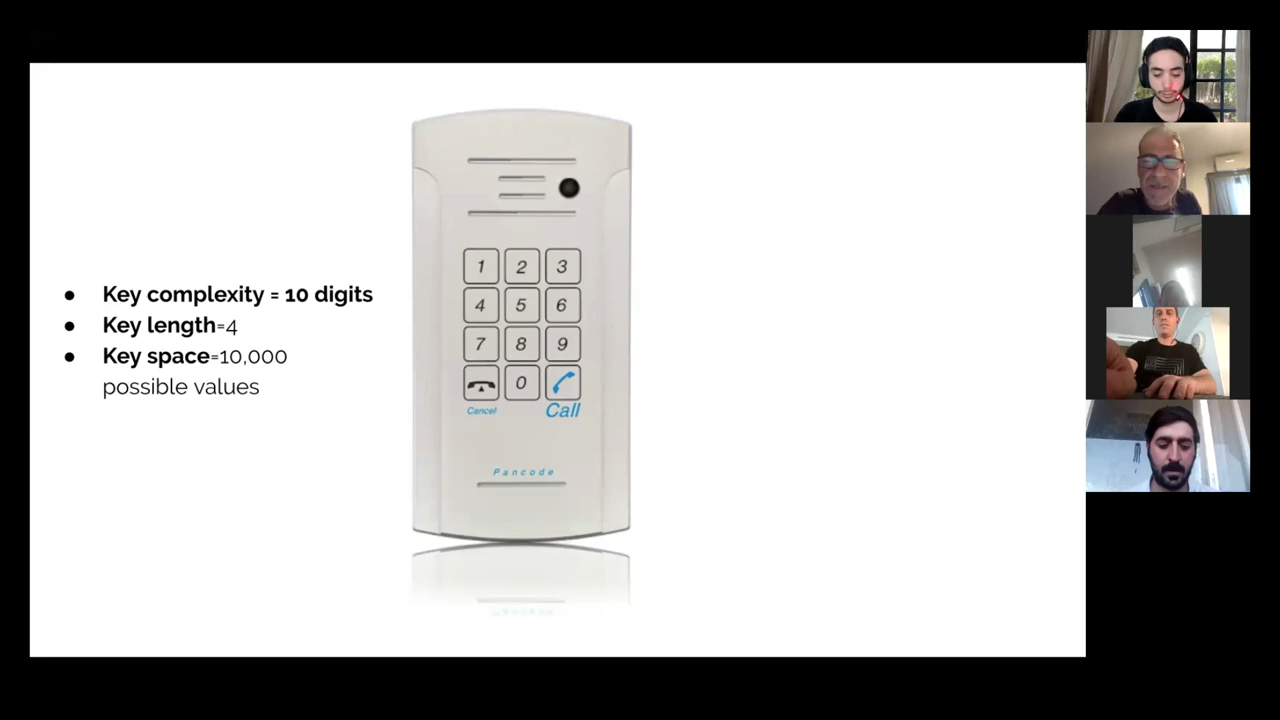 Key complexity = 10 digits
Key length=4
Key space=10,000
possible values
1 2 3
4 5 6
7 8 9
0
Cancel Call
Pancode